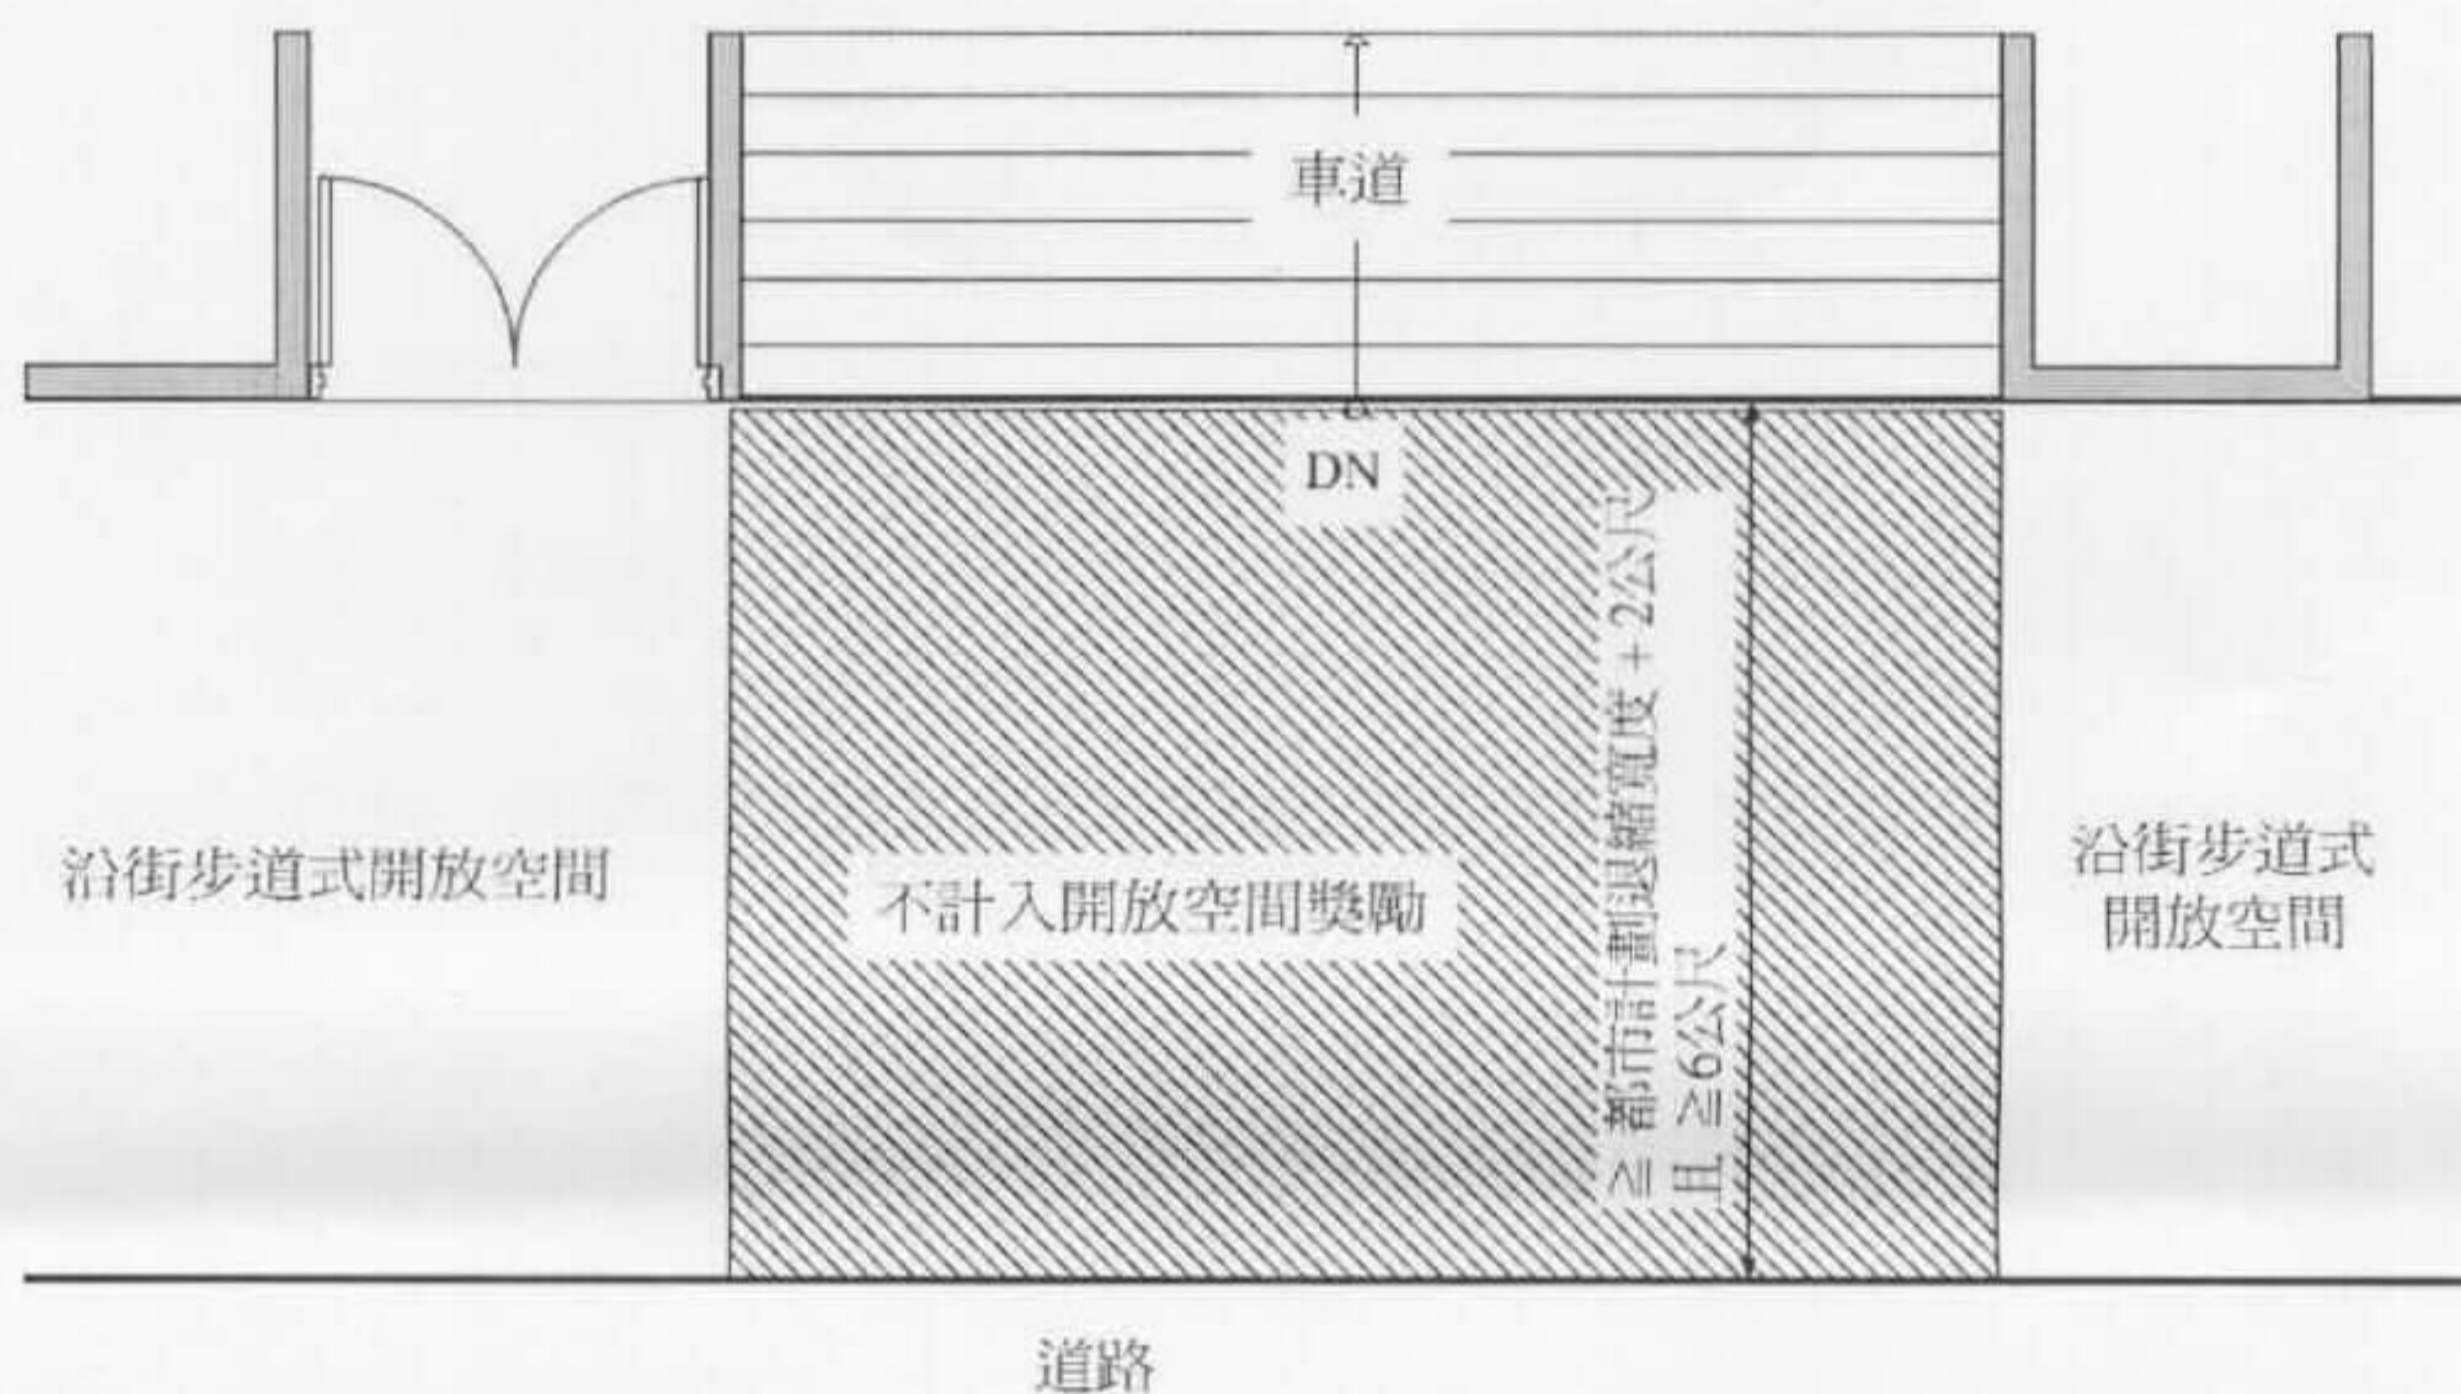 車道
DN
≧ 都市計劃退縮寬度 + 2公尺
且 ≧6公尺
沿街步道式開放空間
不計入開放空間獎勵
沿街步道式
開放空間
道路